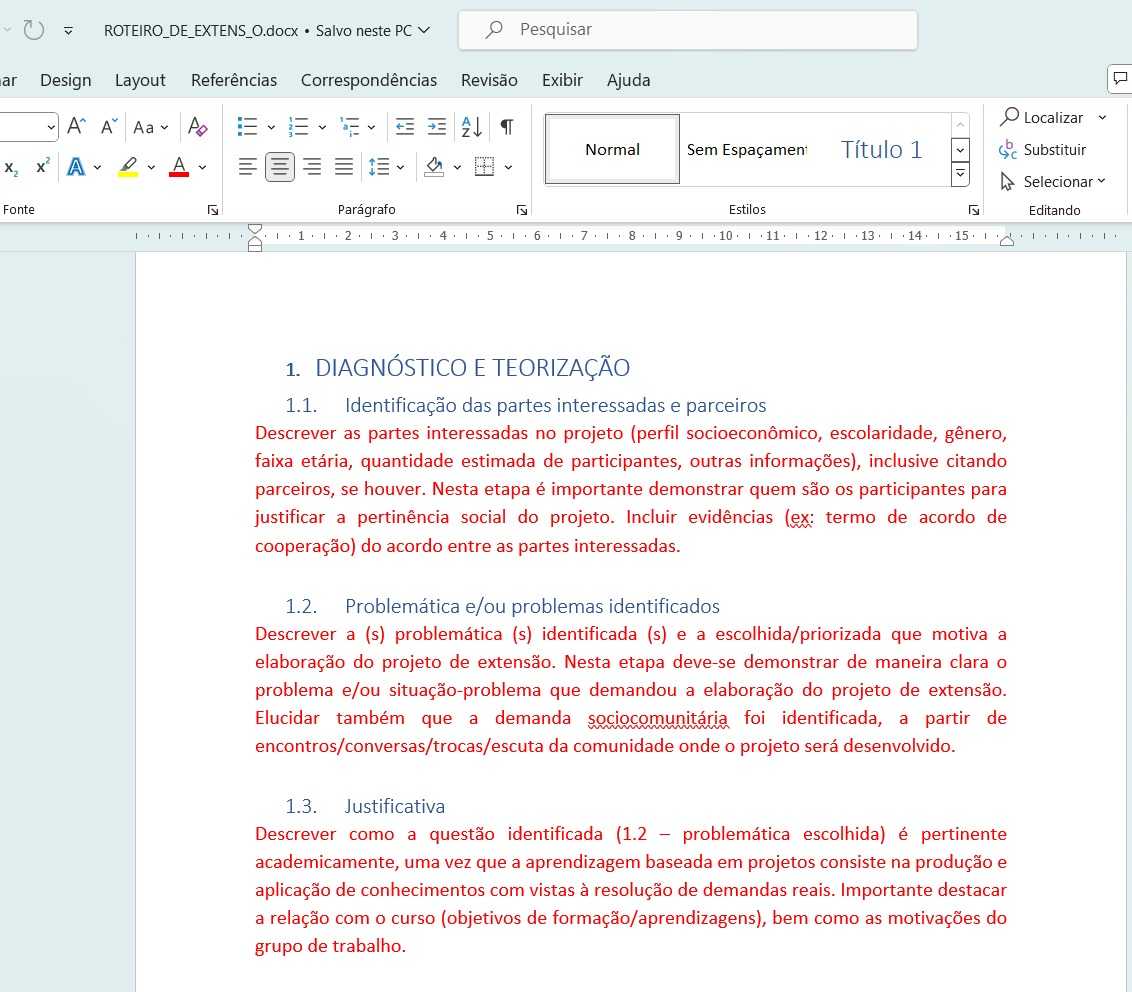 ROTEIRO_DE_EXTENS_O.docx • Salvo neste PC
Pesquisar
ar Design Layout Referências Correspondências Revisão Exibir Ajuda
Aa
Normal
Sem Espaçament
Título 1
Localizar
Substituir
Selecionar
Fonte
Parágrafo
Estilos
Editando
1 2 3 4 5 6 7 8 9 10 11 12 13 14 15
1. DIAGNÓSTICO E TEORIZAÇÃO
1.1. Identificação das partes interessadas e parceiros
Descrever as partes interessadas no projeto (perfil socioeconômico, escolaridade, gênero,
faixa etária, quantidade estimada de participantes, outras informações), inclusive citando
parceiros, se houver. Nesta etapa é importante demonstrar quem são os participantes para
justificar a pertinência social do projeto. Incluir evidências (ex: termo de acordo de
cooperação) do acordo entre as partes interessadas.
1.2. Problemática e/ou problemas identificados
Descrever a (s) problemática (s) identificada (s) e a escolhida/priorizada que motiva a
elaboração do projeto de extensão. Nesta etapa deve-se demonstrar de maneira clara o
problema e/ou situação-problema que demandou a elaboração do projeto de extensão.
Elucidar também que a demanda sociocomunitária foi identificada, a partir de
encontros/conversas/trocas/escuta da comunidade onde o projeto será desenvolvido.
1.3. Justificativa
Descrever como a questão identificada (1.2 – problemática escolhida) é pertinente
academicamente, uma vez que a aprendizagem baseada em projetos consiste na produção e
aplicação de conhecimentos com vistas à resolução de demandas reais. Importante destacar
a relação com o curso (objetivos de formação/aprendizagens), bem como as motivações do
grupo de trabalho.